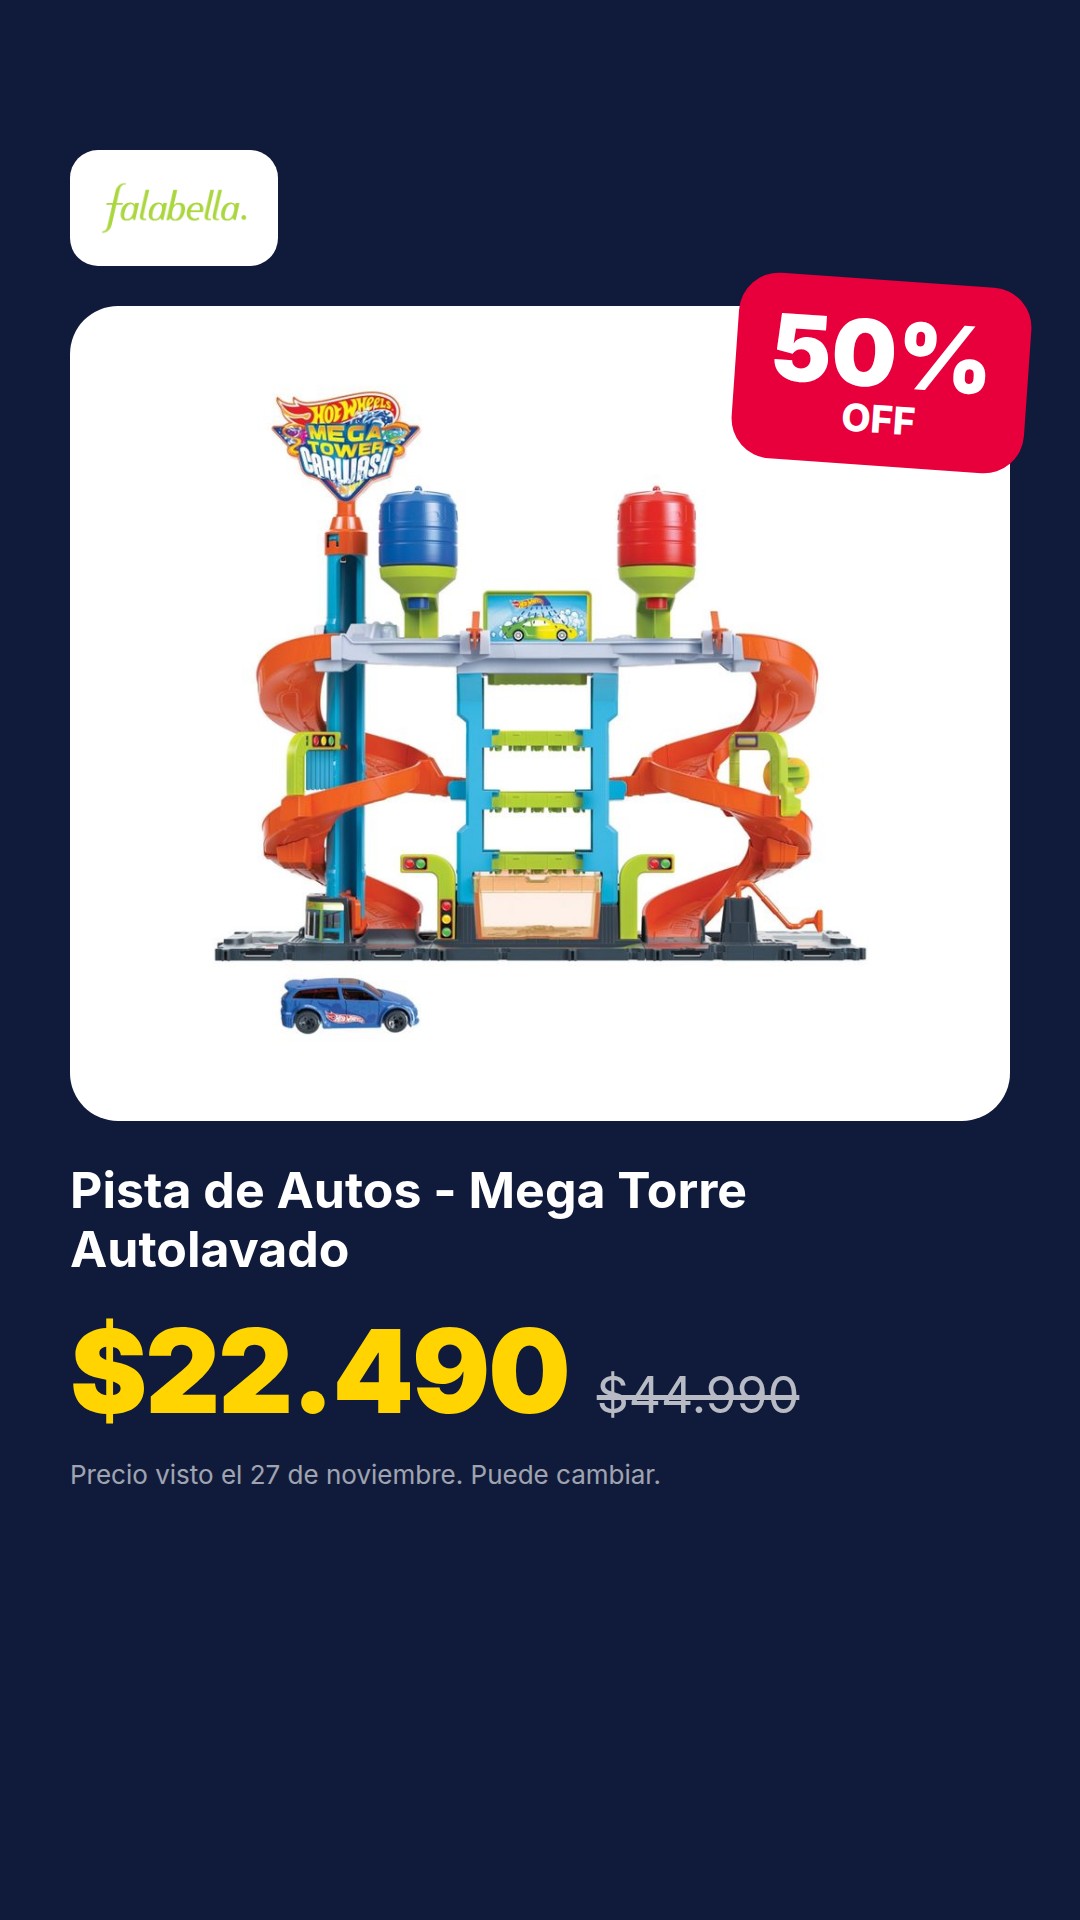 falabella.
50%
OFF
HOT WHEELS
MEGA
TOWER
CARWASH
Pista de Autos - Mega Torre
Autolavado
$22.490 $44.990
Precio visto el 27 de noviembre. Puede cambiar.